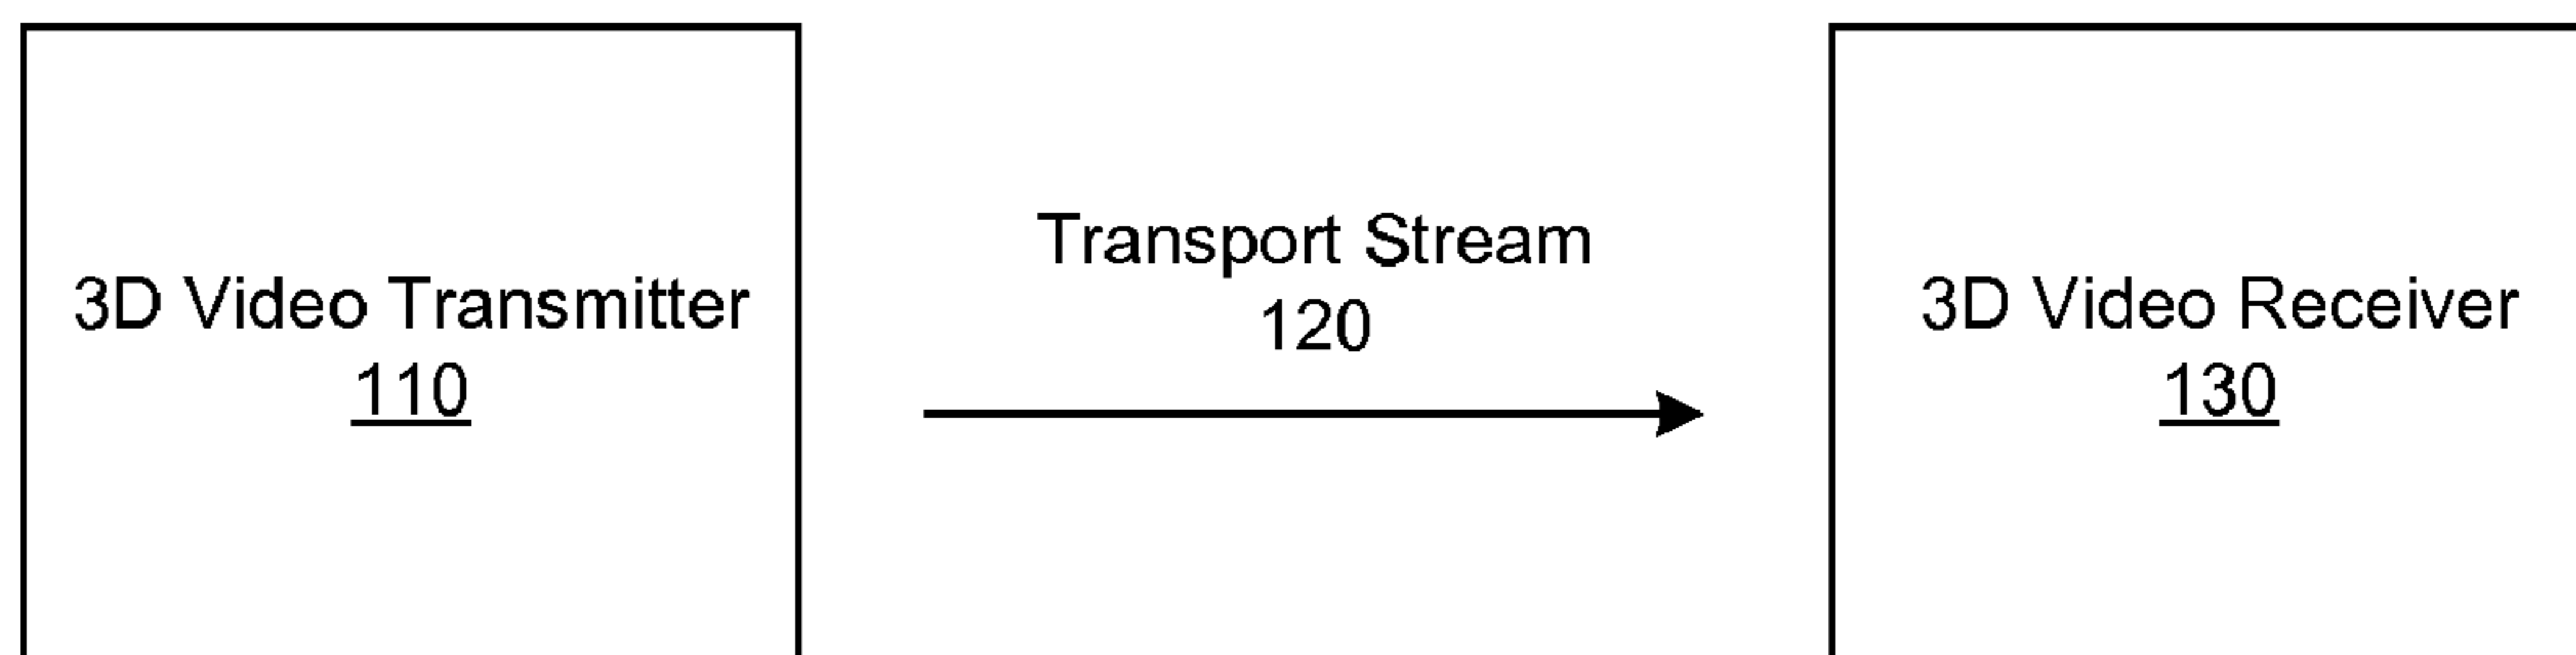 3D Video Transmitter
110
Transport Stream
120
3D Video Receiver
130